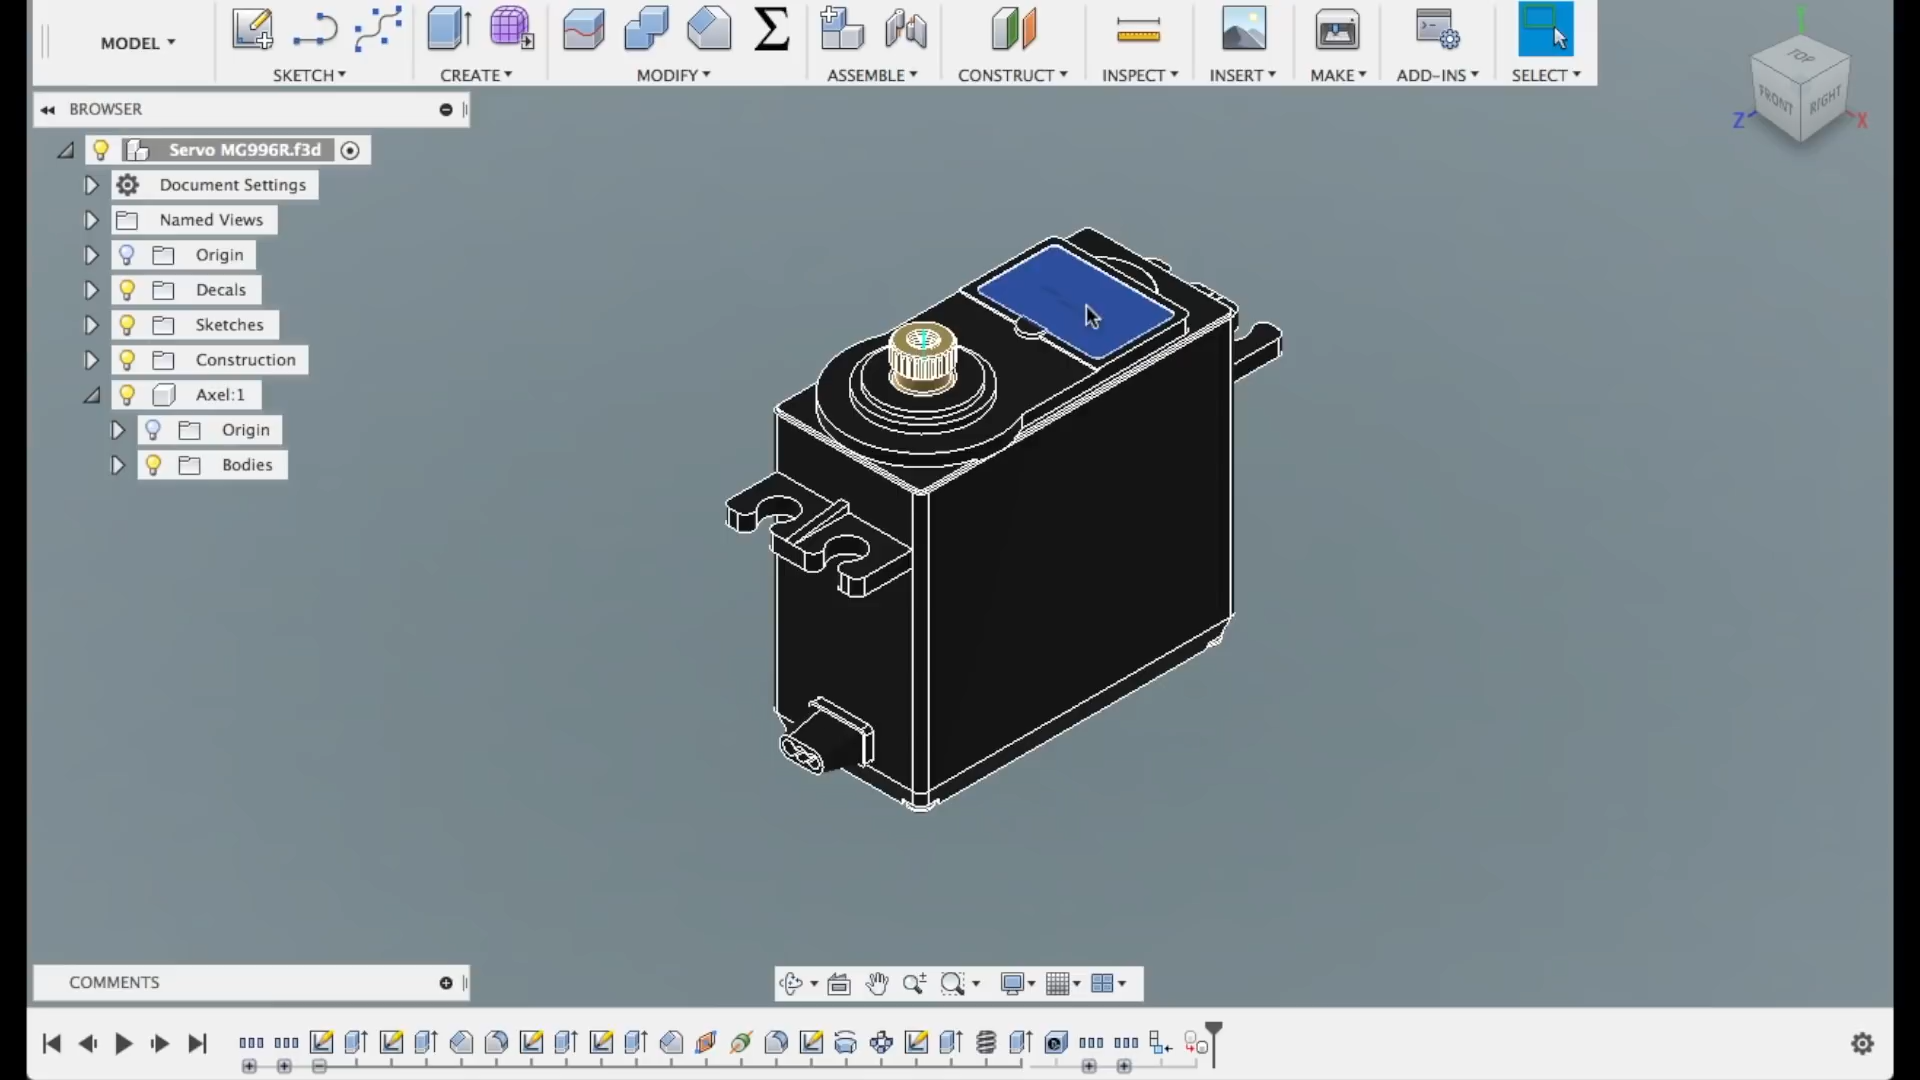 MODEL
SKETCH
CREATE
MODIFY
ASSEMBLE
CONSTRUCT
INSPECT
INSERT
MAKE
ADD-INS
SELECT
TOP
FRONT
RIGHT
Z
X
BROWSER
Servo MG996R.f3d
Document Settings
Named Views
Origin
Decals
Sketches
Construction
Axel:1
Origin
Bodies
COMMENTS